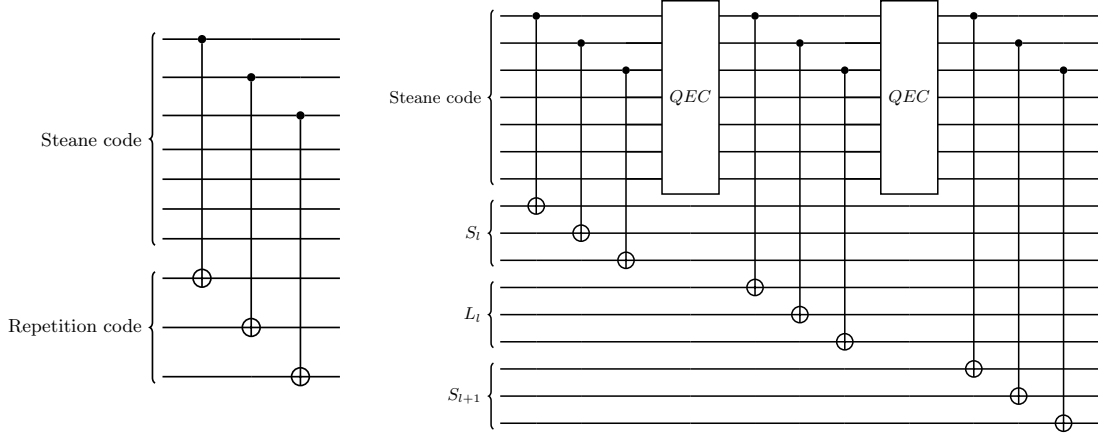 Steane code
Repetition code
Steane code
QEC
QEC
S_l
L_l
S_{l+1}